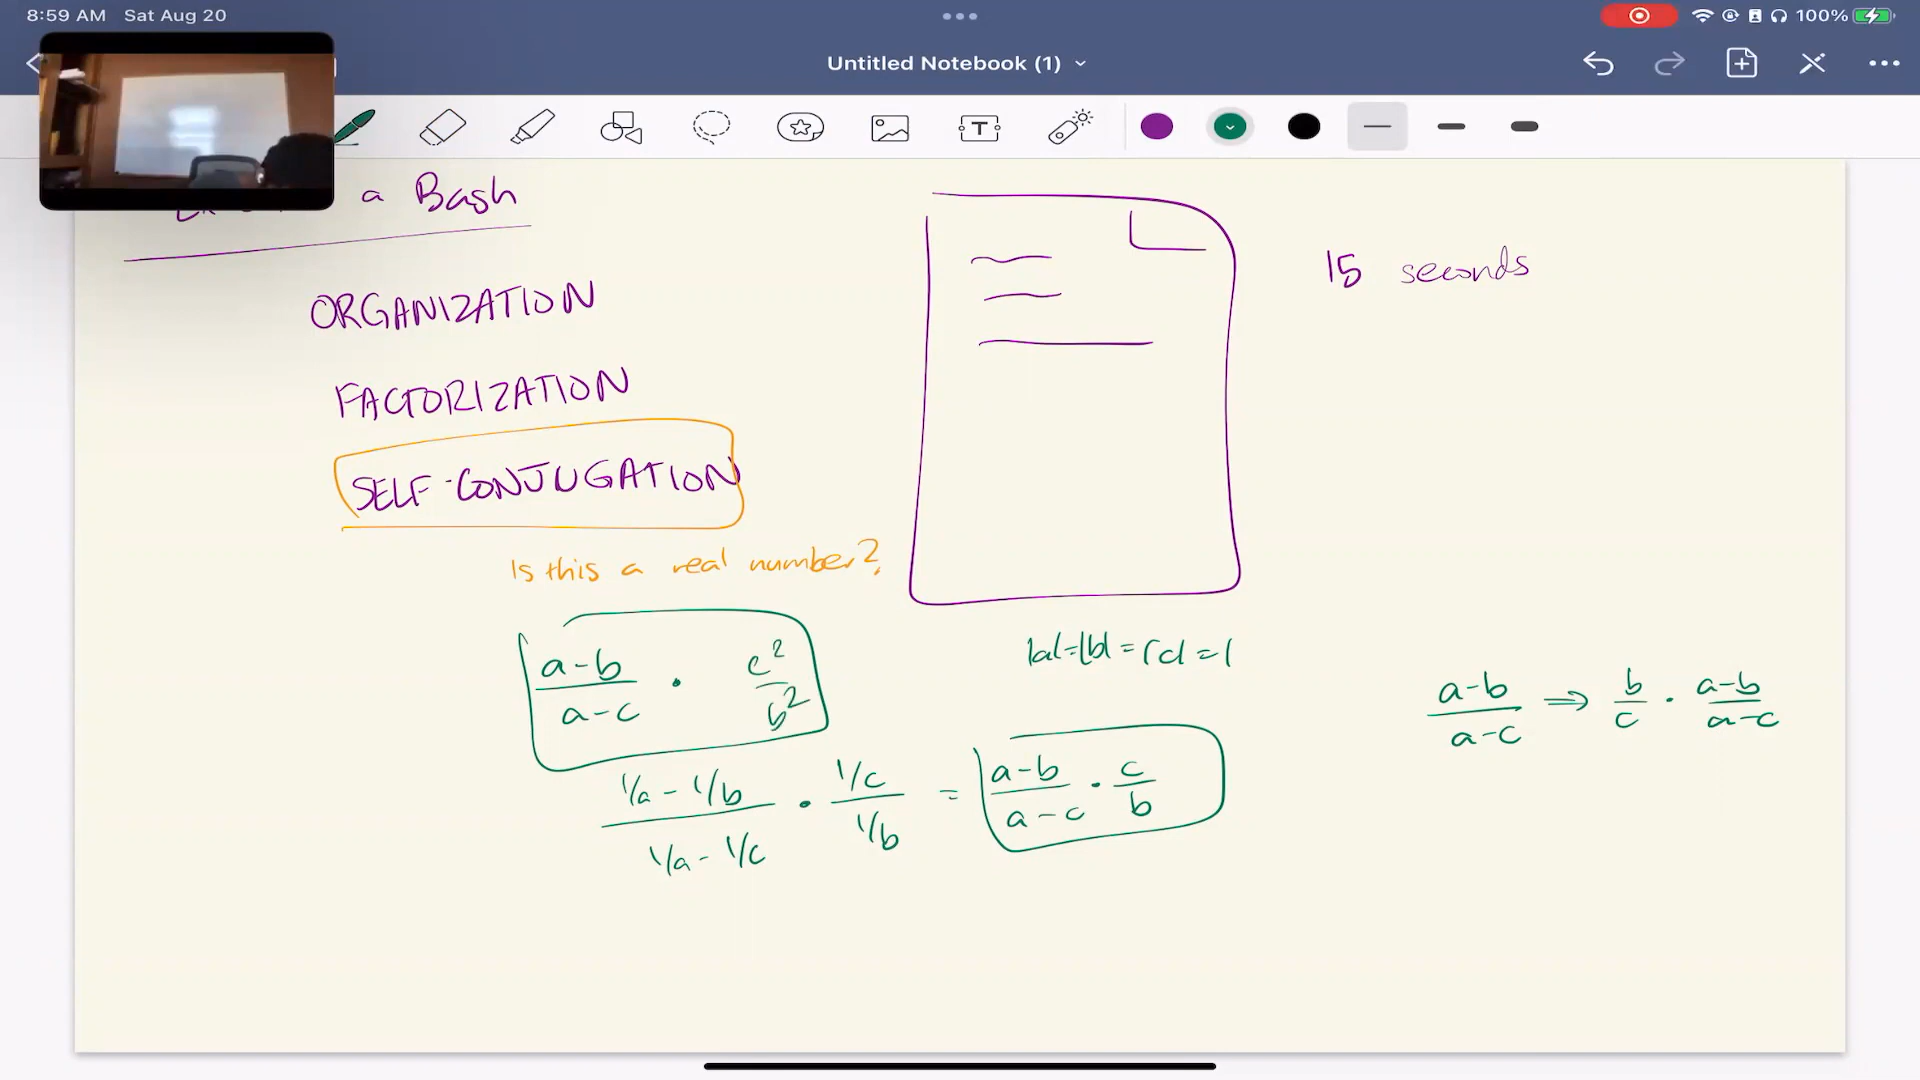 8:59 AM Sat Aug 20
100%
Untitled Notebook (1)
a Bash
15 seconds
ORGANIZATION
FACTORIZATION
SELF-CONJUGATION
Is this a real number?
|a|=|b|=|c|=1
a-b / a-c · c² / b²
1/a - 1/b / 1/a - 1/c · 1/c / 1/b = a-b / a-c · c / b
a-b / a-c ⇒ b / c · a-b / a-c